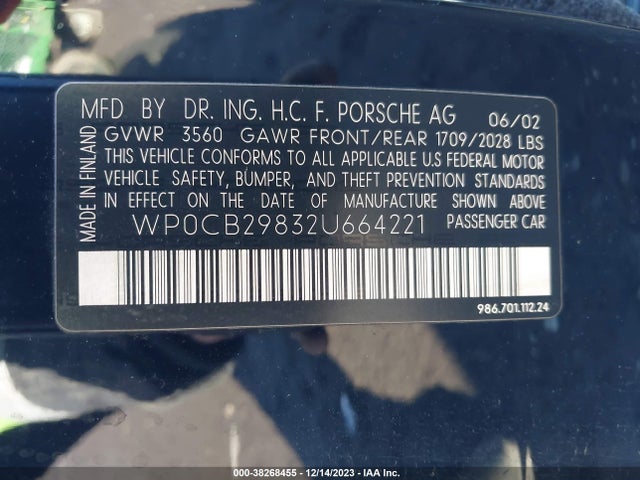 MFD BY DR. ING. H.C. F. PORSCHE AG 06/02
GVWR 3560 GAWR FRONT/REAR 1709/2028 LBS
THIS VEHICLE CONFORMS TO ALL APPLICABLE U.S FEDERAL MOTOR
VEHICLE SAFETY, BUMPER, AND THEFT PREVENTION STANDARDS
IN EFFECT ON THE DATE OF MANUFACTURE SHOWN ABOVE
WP0CB29832U664221 PASSENGER CAR
MADE IN FINLAND
986.701.112.24
000-38268455 - 12/14/2023 - IAA Inc.